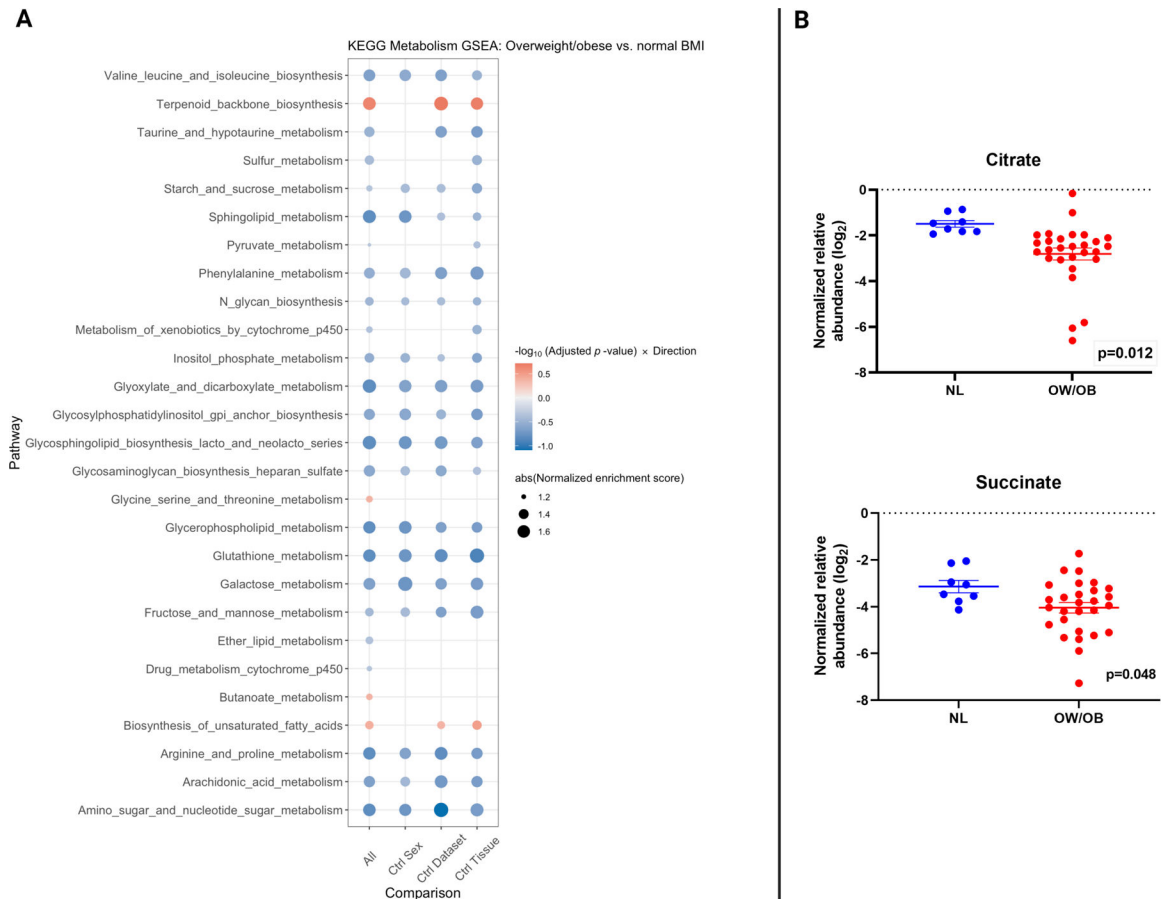 A
KEGG Metabolism GSEA: Overweight/obese vs. normal BMI
Pathway
Valine_leucine_and_isoleucine_biosynthesis
Terpenoid_backbone_biosynthesis
Taurine_and_hypotaurine_metabolism
Sulfur_metabolism
Starch_and_sucrose_metabolism
Sphingolipid_metabolism
Pyruvate_metabolism
Phenylalanine_metabolism
N_glycan_biosynthesis
Metabolism_of_xenobiotics_by_cytochrome_p450
Inositol_phosphate_metabolism
Glyoxylate_and_dicarboxylate_metabolism
Glycosylphosphatidylinositol_gpi_anchor_biosynthesis
Glycosphingolipid_biosynthesis_lacto_and_neolacto_series
Glycosaminoglycan_biosynthesis_heparan_sulfate
Glycine_serine_and_threonine_metabolism
Glycerophospholipid_metabolism
Glutathione_metabolism
Galactose_metabolism
Fructose_and_mannose_metabolism
Ether_lipid_metabolism
Drug_metabolism_cytochrome_p450
Butanoate_metabolism
Biosynthesis_of_unsaturated_fatty_acids
Arginine_and_proline_metabolism
Arachidonic_acid_metabolism
Amino_sugar_and_nucleotide_sugar_metabolism
All
Ctrl Sex
Ctrl Dataset
Ctrl Tissue
Comparison
-log₁₀ (Adjusted p -value) × Direction
0.5
0.0
-0.5
-1.0
abs(Normalized enrichment score)
1.2
1.4
1.6
B
Citrate
Normalized relative
abundance (log₂)
0
-2
-4
-6
-8
p=0.012
NL
OW/OB
Succinate
Normalized relative
abundance (log₂)
0
-2
-4
-6
-8
p=0.048
NL
OW/OB